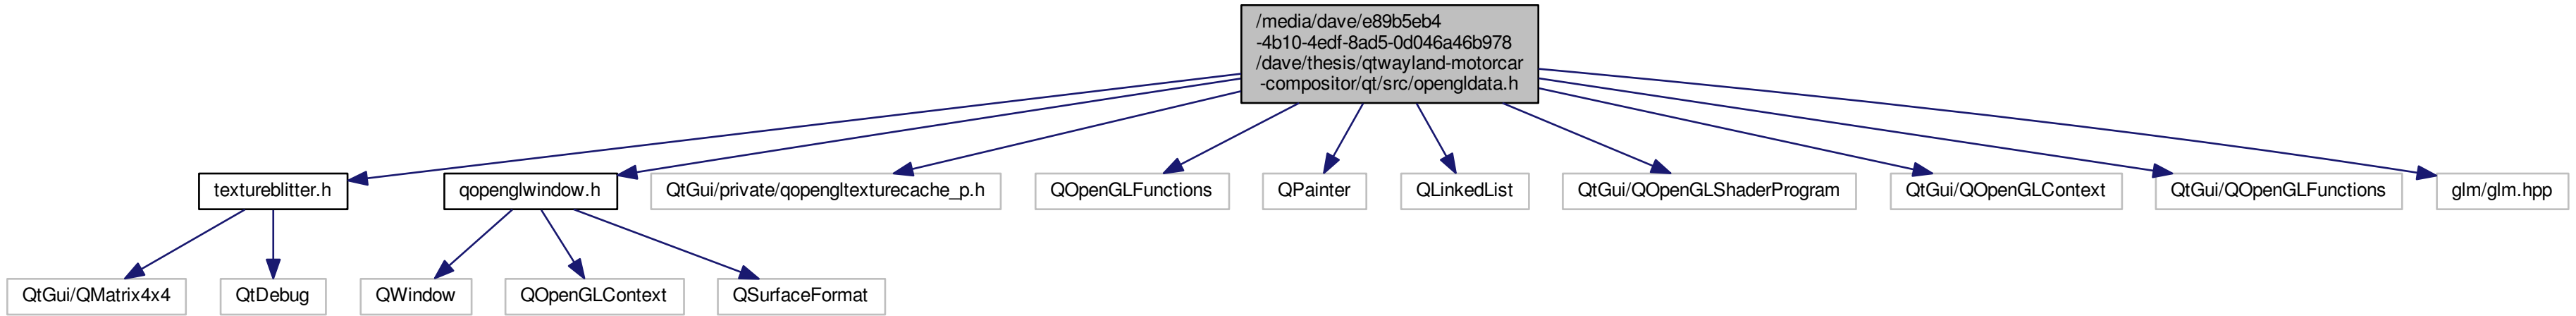 /media/dave/e89b5eb4
-4b10-4edf-8ad5-0d046a46b978
/dave/thesis/qtwayland-motorcar
-compositor/qt/src/opengldata.h
textureblitter.h
qopenglwindow.h
QtGui/private/qopengltexturecache_p.h
QOpenGLFunctions
QPainter
QLinkedList
QtGui/QOpenGLShaderProgram
QtGui/QOpenGLContext
QtGui/QOpenGLFunctions
glm/glm.hpp
QtGui/QMatrix4x4
QtDebug
QWindow
QOpenGLContext
QSurfaceFormat